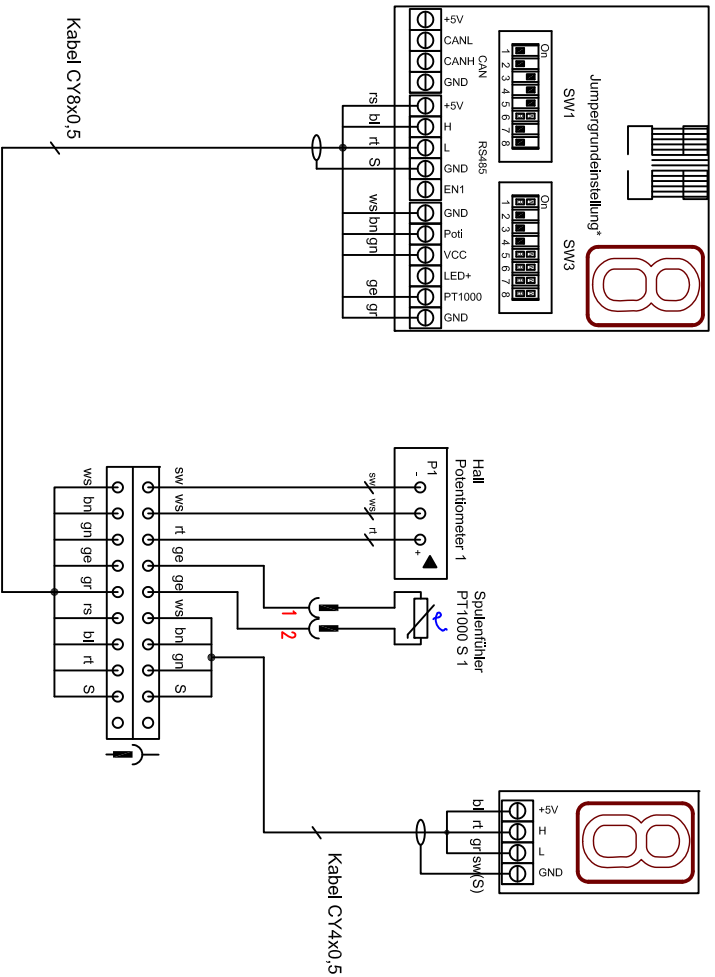 Jumpergrundeinstellung*
SW1
On
1 2 3 4 5 6 7 8
SW3
On
1 2 3 4 5 6 7 8
+5V
CANL
CANH
GND
CAN
+5V
H
L
GND
EN1
RS485
GND
Poti
VCC
LED+
PT1000
GND
rs bl rt S
ws bn gn
ge gr
Kabel CY8x0,5
Hall
Potentiometer 1
P1
- +
sw ws rt
Spulenfühler
PT1000 S 1
1 2
sw ws rt ge ge ws bn gn S
ws bn gn ge gr rs bl rt S
+5V
H
L
GND
bl rt gr sw(S)
Kabel CY4x0,5